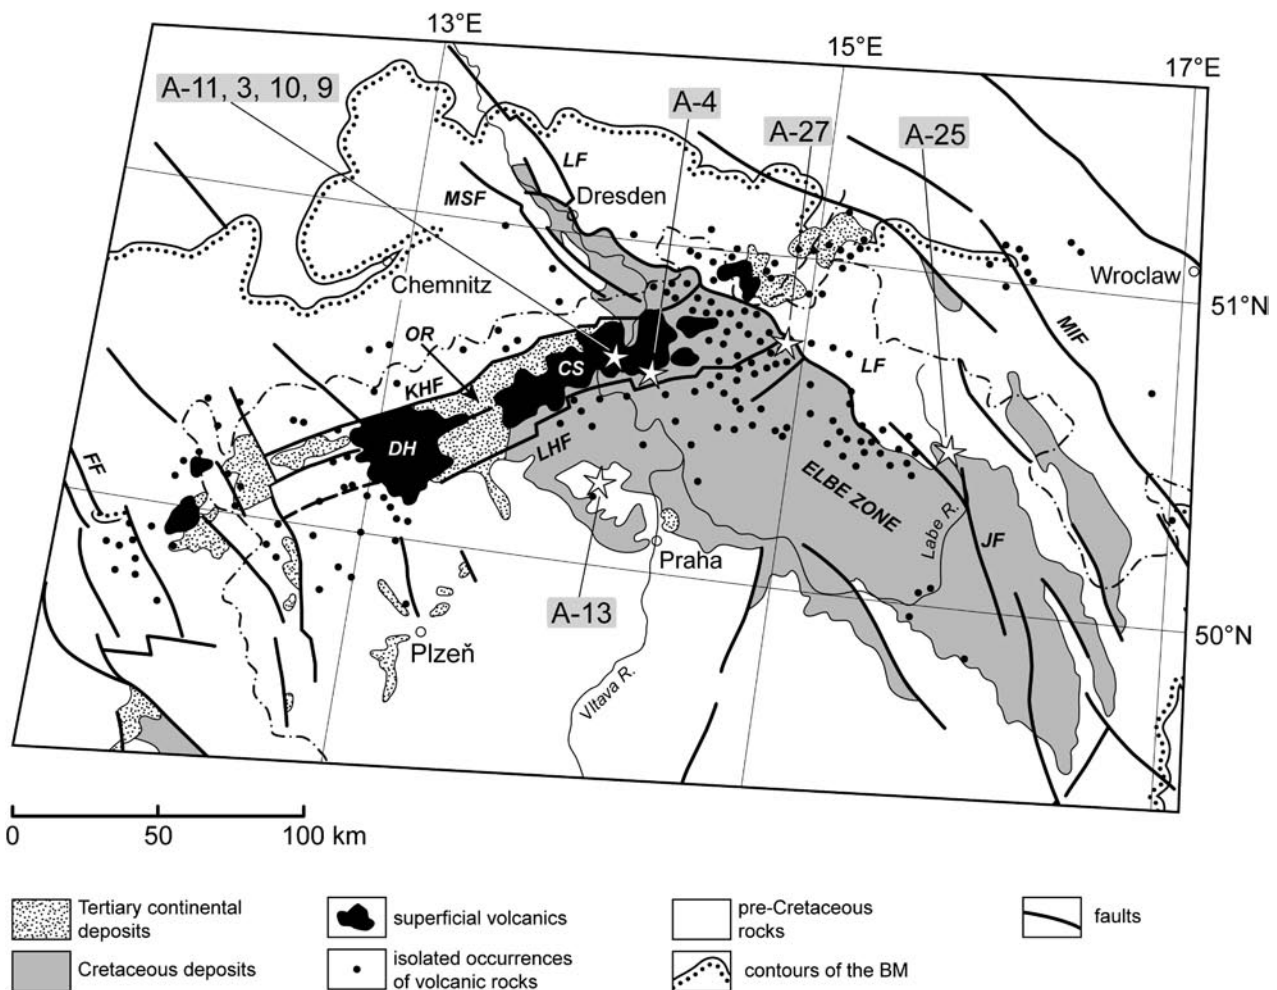 13°E
15°E
17°E
A-11, 3, 10, 9
A-4
A-27
A-25
LF
MSF
Dresden
Chemnitz
Wroclaw
51°N
MIF
OR
CS
KHF
LF
DH
LHF
FF
ELBE ZONE
Labe R.
JF
Praha
A-13
50°N
Plzeň
Vltava R.
0 50 100 km
Tertiary continental
deposits
superficial volcanics
pre-Cretaceous
rocks
faults
Cretaceous deposits
isolated occurrences
of volcanic rocks
contours of the BM